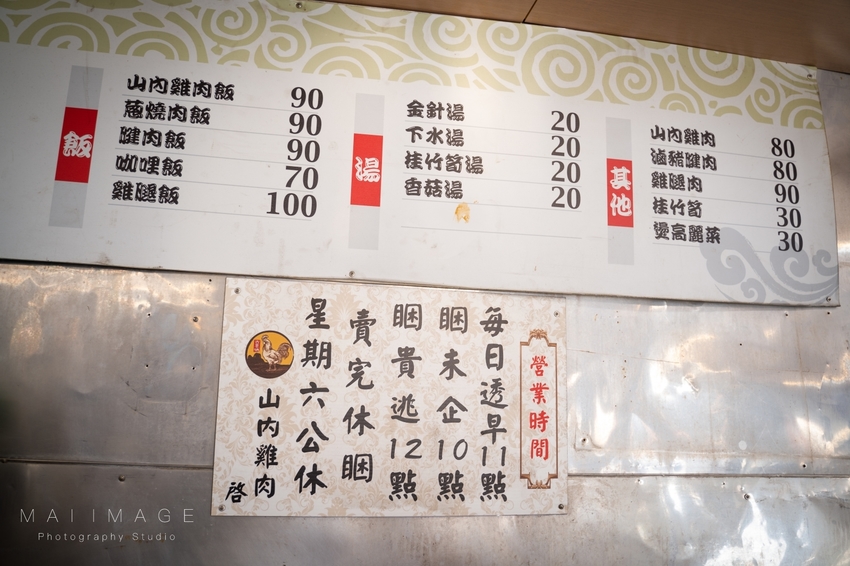 飯
山內雞肉飯 90
蔥燒肉飯 90
腱肉飯 90
咖哩飯 70
雞腿飯 100
湯
金針湯 20
下水湯 20
桂竹筍湯 20
香菇湯 20
其他
山內雞肉 80
滷豬腱肉 80
雞腿肉 90
桂竹筍 30
燙高麗菜 30
營業時間
每日透早11點
睏未企10點
睏貴逃12點
賣完休睏
星期六公休
山內雞肉
啓
MAI IMAGE
Photography Studio